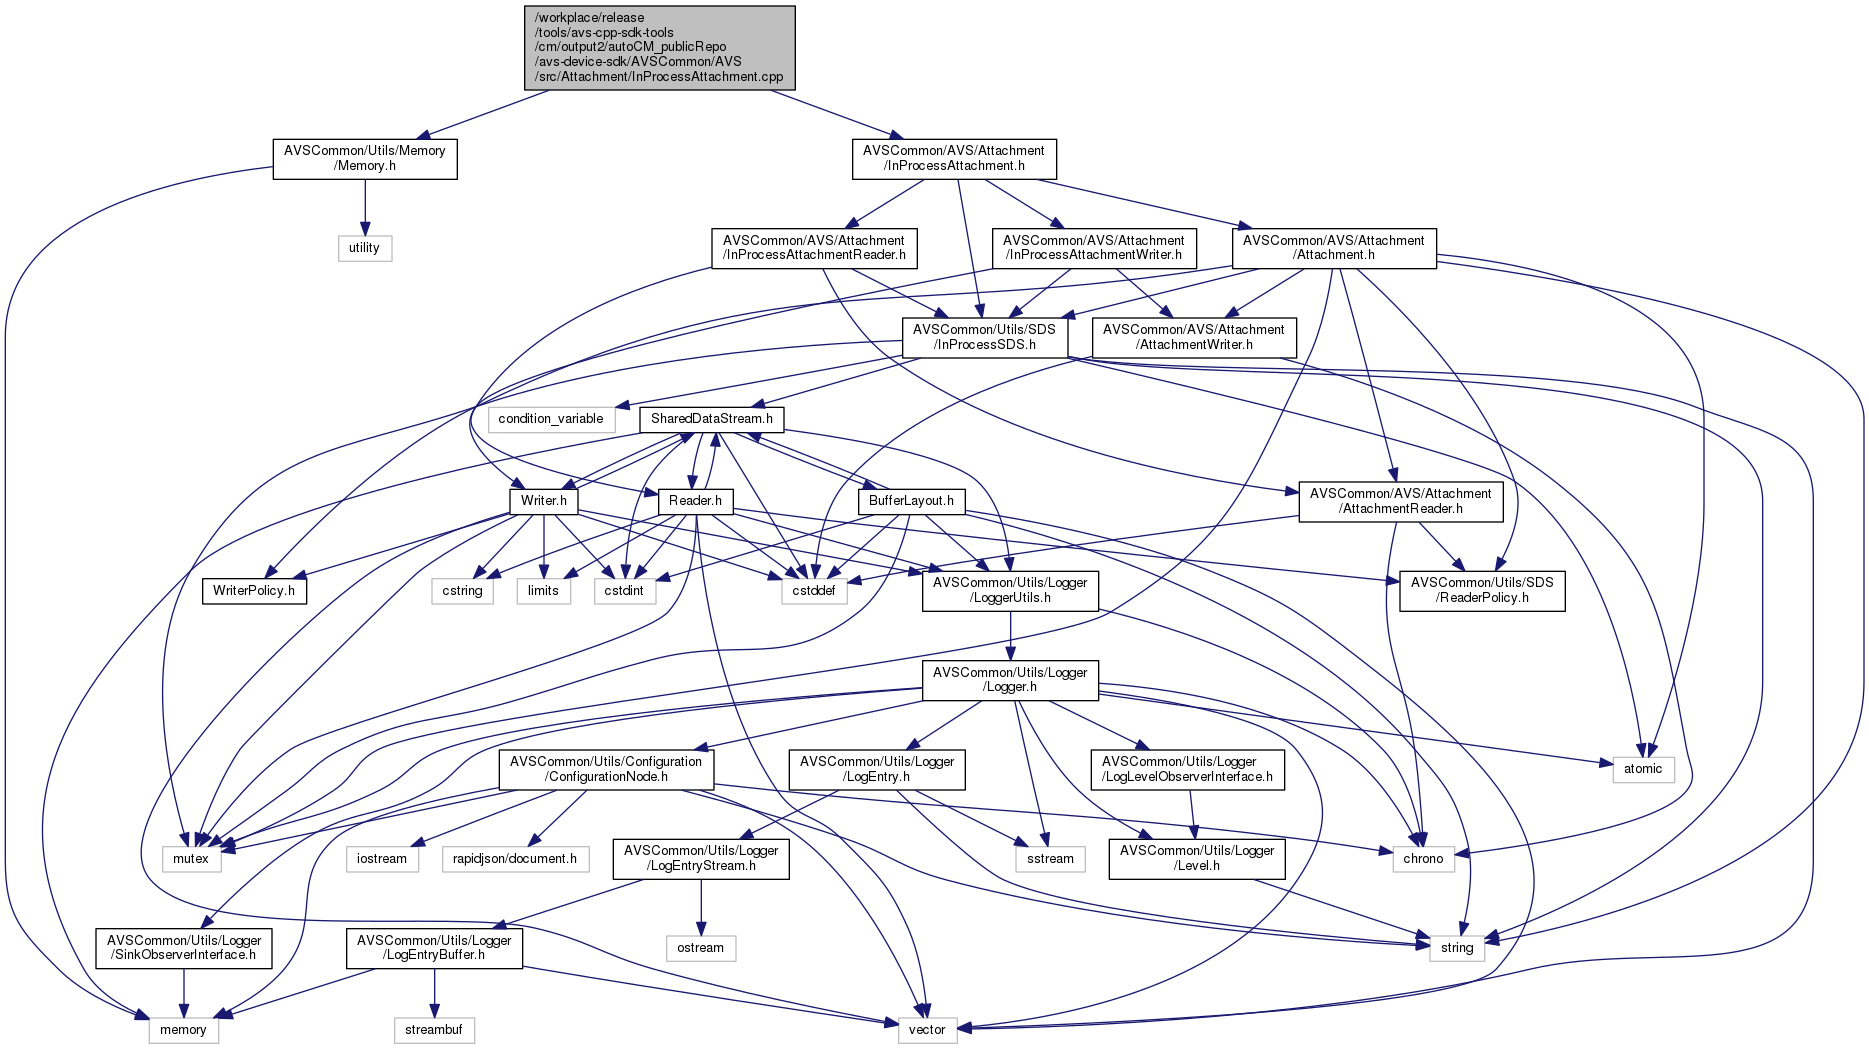 /workplace/release
/tools/avs-cpp-sdk-tools
/cm/output2/autoCM_publicRepo
/avs-device-sdk/AVSCommon/AVS
/src/Attachment/InProcessAttachment.cpp
AVSCommon/Utils/Memory
/Memory.h
AVSCommon/AVS/Attachment
/InProcessAttachment.h
utility
AVSCommon/AVS/Attachment
/InProcessAttachmentReader.h
AVSCommon/AVS/Attachment
/InProcessAttachmentWriter.h
AVSCommon/AVS/Attachment
/Attachment.h
AVSCommon/Utils/SDS
/InProcessSDS.h
AVSCommon/AVS/Attachment
/AttachmentWriter.h
condition_variable
SharedDataStream.h
Writer.h
Reader.h
BufferLayout.h
AVSCommon/AVS/Attachment
/AttachmentReader.h
WriterPolicy.h
cstring
limits
cstdint
cstddef
AVSCommon/Utils/Logger
/LoggerUtils.h
AVSCommon/Utils/SDS
/ReaderPolicy.h
AVSCommon/Utils/Logger
/Logger.h
AVSCommon/Utils/Configuration
/ConfigurationNode.h
AVSCommon/Utils/Logger
/LogEntry.h
AVSCommon/Utils/Logger
/LogLevelObserverInterface.h
atomic
mutex
iostream
rapidjson/document.h
AVSCommon/Utils/Logger
/LogEntryStream.h
sstream
AVSCommon/Utils/Logger
/Level.h
chrono
AVSCommon/Utils/Logger
/SinkObserverInterface.h
AVSCommon/Utils/Logger
/LogEntryBuffer.h
ostream
string
memory
streambuf
vector